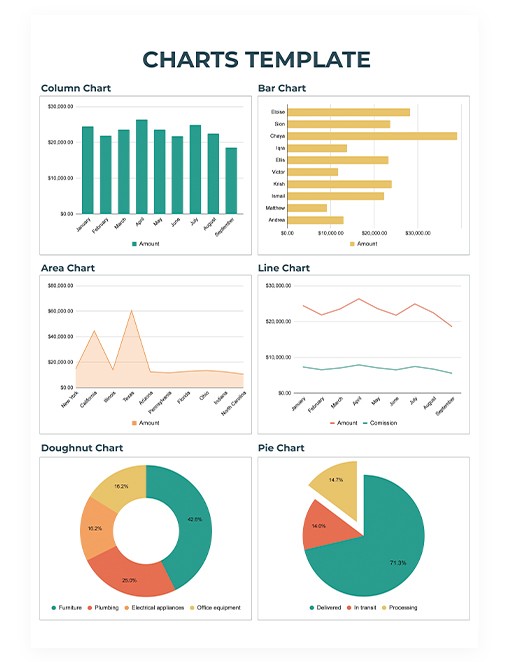 CHARTS TEMPLATE
Column Chart
$30,000.00
$20,000.00
$10,000.00
$0.00
January
February
March
April
May
June
July
August
September
Amount
Bar Chart
Eloise
Sion
Chaya
Iqra
Ellis
Victor
Krish
Ismail
Matthew
Andrea
$0.00 $10,000.00 $20,000.00 $30,000.00
Amount
Area Chart
$80,000.00
$60,000.00
$40,000.00
$20,000.00
$0.00
New York
California
Illinois
Texas
Arizona
Pennsylvania
Florida
Ohio
Indiana
North Carolina
Amount
Line Chart
$30,000.00
$20,000.00
$10,000.00
$0.00
January
February
March
April
May
June
July
August
September
Amount Comission
Doughnut Chart
16.2%
42.6%
16.2%
25.0%
Furniture Plumbing Electrical appliances Office equipment
Pie Chart
14.7%
14.0%
71.3%
Delivered In transit Processing